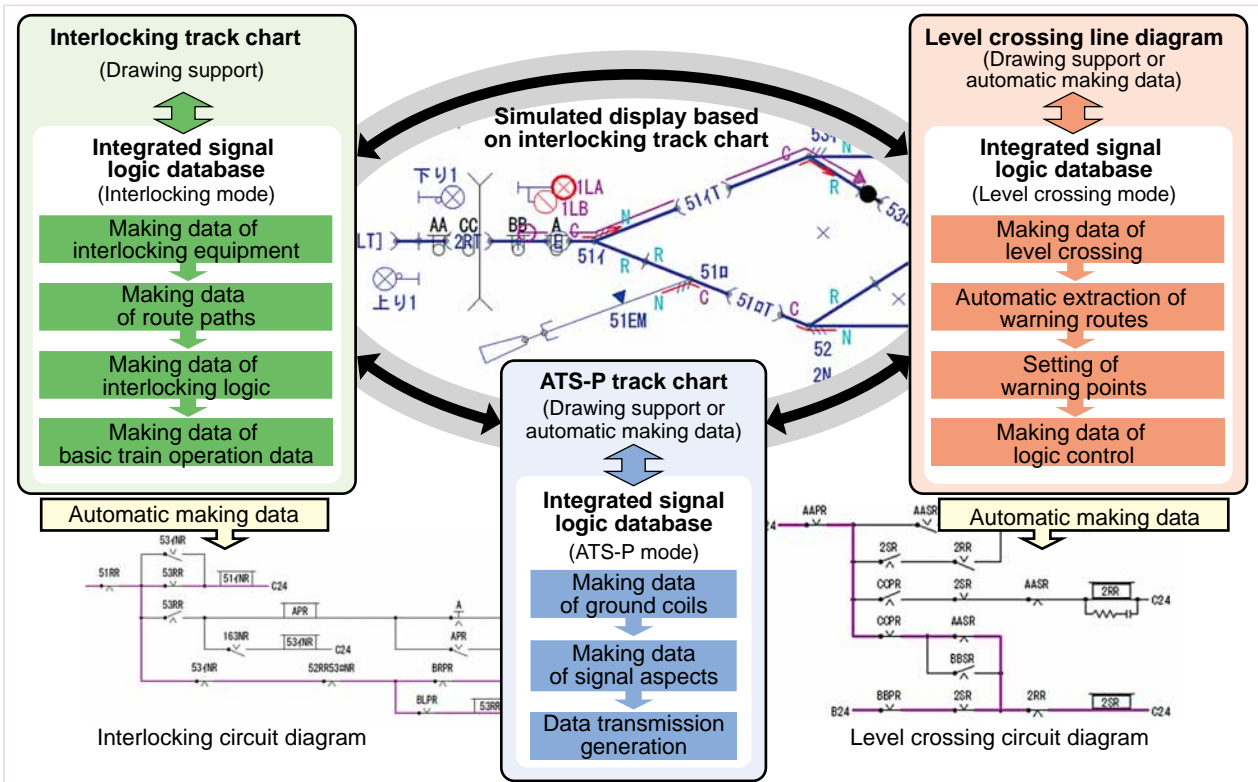 Interlocking track chart
(Drawing support)
Integrated signal
logic database
(Interlocking mode)
Making data of
interlocking equipment
Making data
of route paths
Making data of
interlocking logic
Making data of
basic train operation data
Automatic making data
Simulated display based
on interlocking track chart
下り1
1LA
1LB
AA
CC
BB
A
C
N
LT]
2RT
51イ
51イT
上り1
R
R
51ロ
N
C
51ロT
51EM
C
N
R
C
R
N
52
2N
Level crossing line diagram
(Drawing support or
automatic making data)
Integrated signal
logic database
(Level crossing mode)
Making data of
level crossing
Automatic extraction of
warning routes
Setting of
warning points
Making data of
logic control
Automatic making data
ATS-P track chart
(Drawing support or
automatic making data)
Integrated signal
logic database
(ATS-P mode)
Making data
of ground coils
Making data
of signal aspects
Data transmission
generation
53イNR
51RR
53RR
51イNR
C24
53RR
APR
A
163NR
53イNR
C24
APR
53イNR
52RR53ロNR
BRPR
BLPR
53RR
Interlocking circuit diagram
AAPR
AASR
2SR
2RR
CCPR
2SR
AASR
2RR
C24
CCPR
AASR
BBSR
B24
BBPR
2SR
2RR
2SR
C24
Level crossing circuit diagram